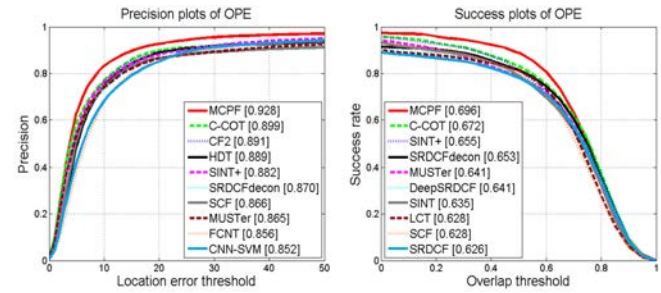 Precision plots of OPE
Precision
1
0.8
0.6
0.4
0.2
0
MCPF [0.928]
C-COT [0.899]
CF2 [0.891]
HDT [0.889]
SINT+ [0.882]
SRDCFdecon [0.870]
SCF [0.866]
MUSTer [0.865]
FCNT [0.856]
CNN-SVM [0.852]
0 10 20 30 40 50
Location error threshold
Success plots of OPE
Success rate
1
0.8
0.6
0.4
0.2
0
MCPF [0.696]
C-COT [0.672]
SINT+ [0.655]
SRDCFdecon [0.653]
MUSTer [0.641]
DeepSRDCF [0.641]
SINT [0.635]
LCT [0.628]
SCF [0.628]
SRDCF [0.626]
0 0.2 0.4 0.6 0.8 1
Overlap threshold